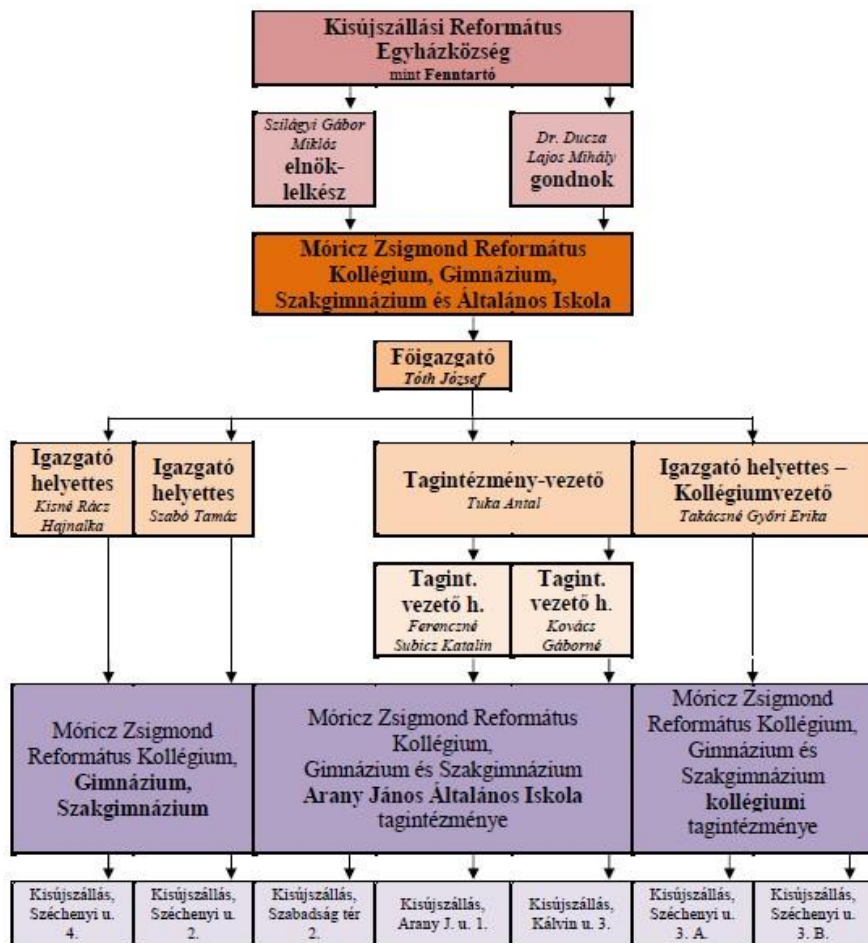 Kisújszállási Református
Egyházközség
mint Fenntartó
Szilágyi Gábor
Miklós
elnök-
lelkész
Dr. Ducza
Lajos Mihály
gondnok
Móricz Zsigmond Református
Kollégium, Gimnázium,
Szakgimnázium és Általános Iskola
Főigazgató
Tóth József
Igazgató
helyettes
Kisné Rácz
Hajnalka
Igazgató
helyettes
Szabó Tamás
Tagintézmény-vezető
Tuka Antal
Igazgató helyettes –
Kollégiumvezető
Takácsné Győri Erika
Tagint.
vezető h.
Ferenczné
Subicz Katalin
Tagint.
vezető h.
Kovács
Gáborné
Móricz Zsigmond
Református Kollégium,
Gimnázium,
Szakgimnázium
Móricz Zsigmond Református
Kollégium,
Gimnázium és Szakgimnázium
Arany János Általános Iskola
tagintézménye
Móricz Zsigmond
Református Kollégium,
Gimnázium és
Szakgimnázium
kollégiumi
tagintézménye
Kisújszállás,
Széchenyi u.
4.
Kisújszállás,
Széchenyi u.
2.
Kisújszállás,
Szabadság tér
2.
Kisújszállás,
Arany J. u. 1.
Kisújszállás,
Kálvin u. 3.
Kisújszállás,
Széchenyi u.
3. A.
Kisújszállás,
Széchenyi u.
3. B.